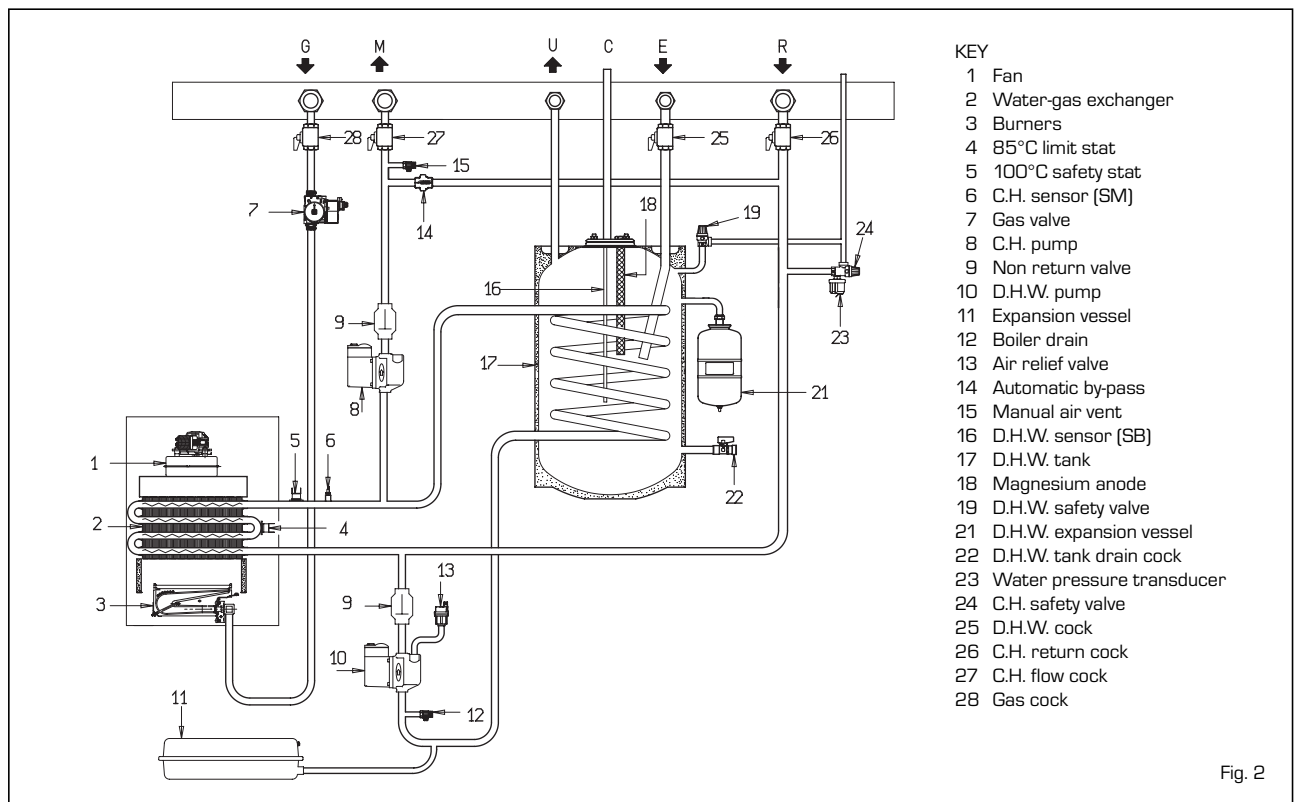 G M U C E R
28 27 25 26
15
7 14 18 19 24
16
23
9
17
8 21
5 6
1
22
2 4
13
9
3
10
11 12
KEY
1 Fan
2 Water-gas exchanger
3 Burners
4 85°C limit stat
5 100°C safety stat
6 C.H. sensor (SM)
7 Gas valve
8 C.H. pump
9 Non return valve
10 D.H.W. pump
11 Expansion vessel
12 Boiler drain
13 Air relief valve
14 Automatic by-pass
15 Manual air vent
16 D.H.W. sensor (SB)
17 D.H.W. tank
18 Magnesium anode
19 D.H.W. safety valve
21 D.H.W. expansion vessel
22 D.H.W. tank drain cock
23 Water pressure transducer
24 C.H. safety valve
25 D.H.W. cock
26 C.H. return cock
27 C.H. flow cock
28 Gas cock
Fig. 2